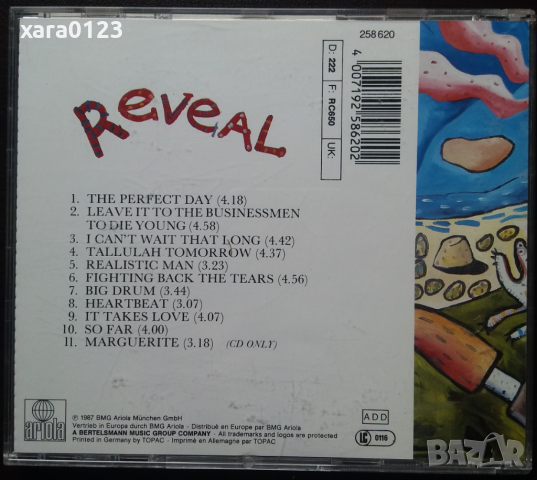 xara0123
258 620
D: 222 F: RC650 UK:
4 007192 586202
ReveAL
1. THE PERFECT DAY (4.18)
2. LEAVE IT TO THE BUSINESSMEN
TO DIE YOUNG (4.58)
3. I CAN'T WAIT THAT LONG (4.42)
4. TALLULAH TOMORROW (4.37)
5. REALISTIC MAN (3.23)
6. FIGHTING BACK THE TEARS (4.56)
7. BIG DRUM (3.44)
8. HEARTBEAT (3.07)
9. IT TAKES LOVE (4.07)
10. SO FAR (4.00)
11. MARGUERITE (3.18) (CD ONLY)
ariola
℗ 1987 BMG Ariola München GmbH
Vertrieb in Europa durch BMG Ariola · Distribué en Europe par BMG Ariola
A BERTELSMANN MUSIC GROUP COMPANY · All trademarks and logos are protected
Printed in Germany by TOPAC · Imprimé en Allemagne par TOPAC
ADD
LC 0116
BAZAR